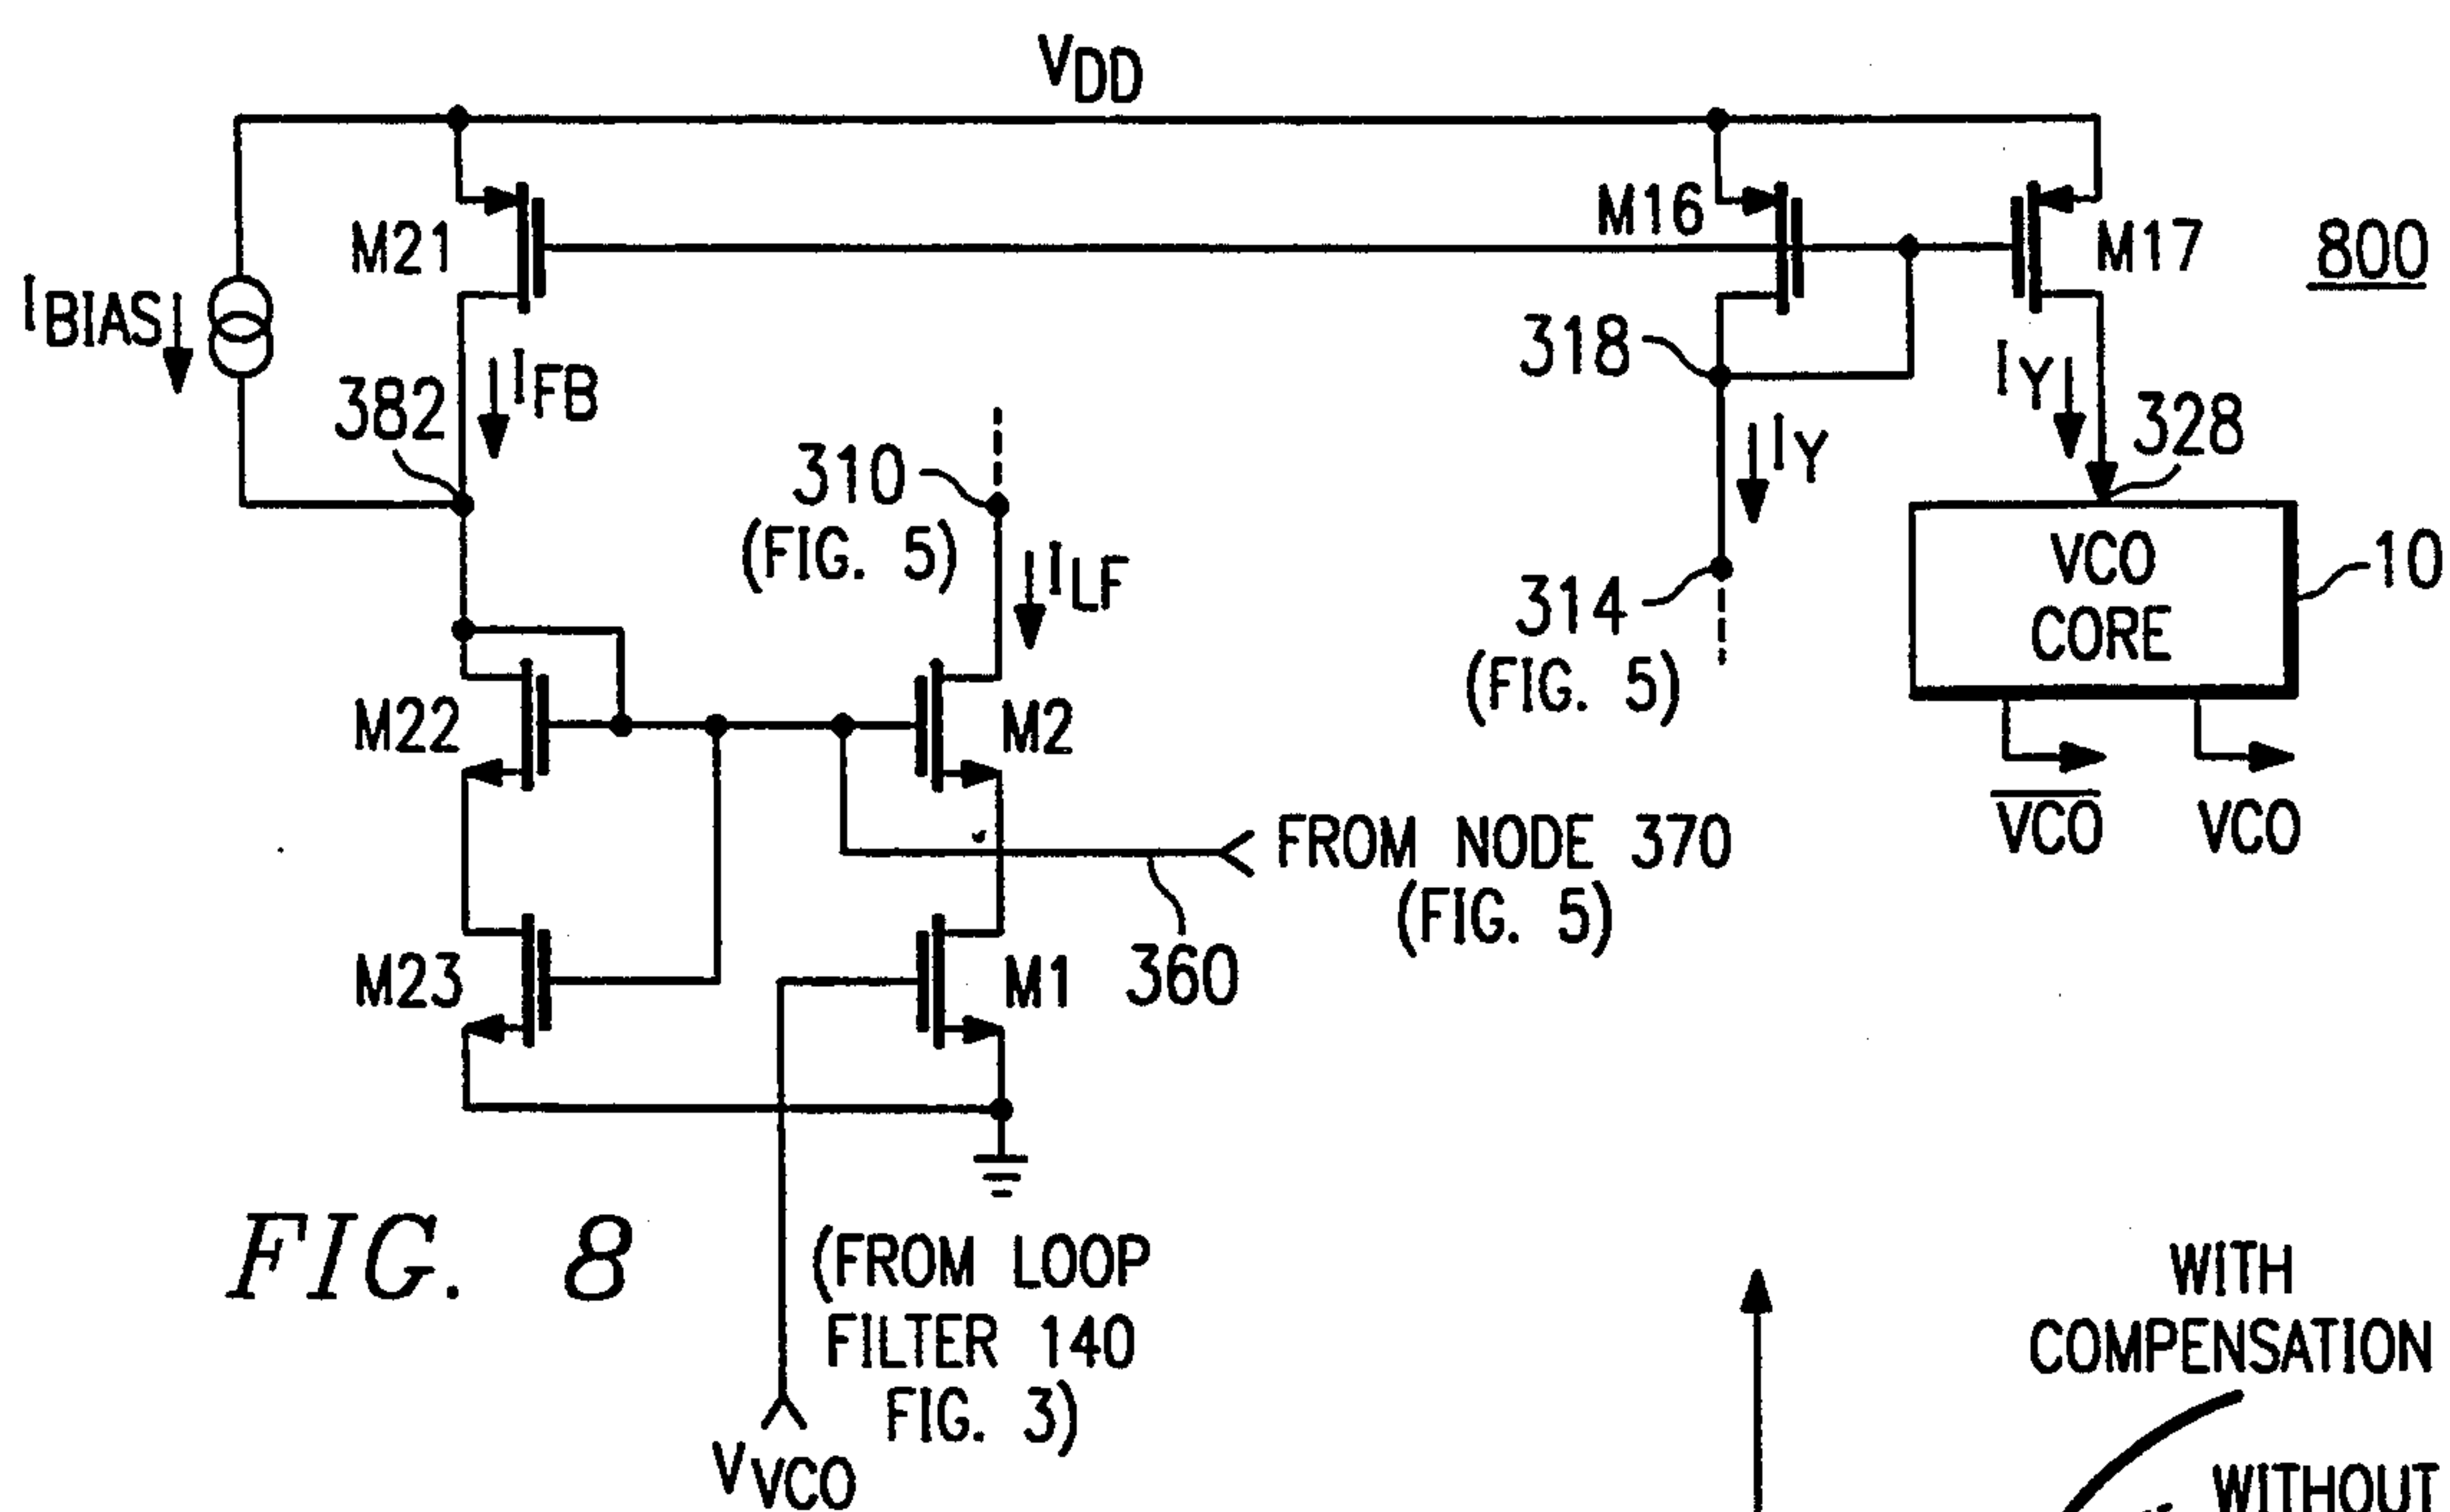 VDD
M21
M16
M17
800
IBIAS
IFB
382
318
IY
IY
328
310
(FIG. 5)
ILF
314
(FIG. 5)
VCO
CORE
10
M22
M2
VCO
VCO
FROM NODE 370
(FIG. 5)
360
M23
M1
FIG. 8
(FROM LOOP
FILTER 140
FIG. 3)
VVCO
WITH
COMPENSATION
WITHOUT